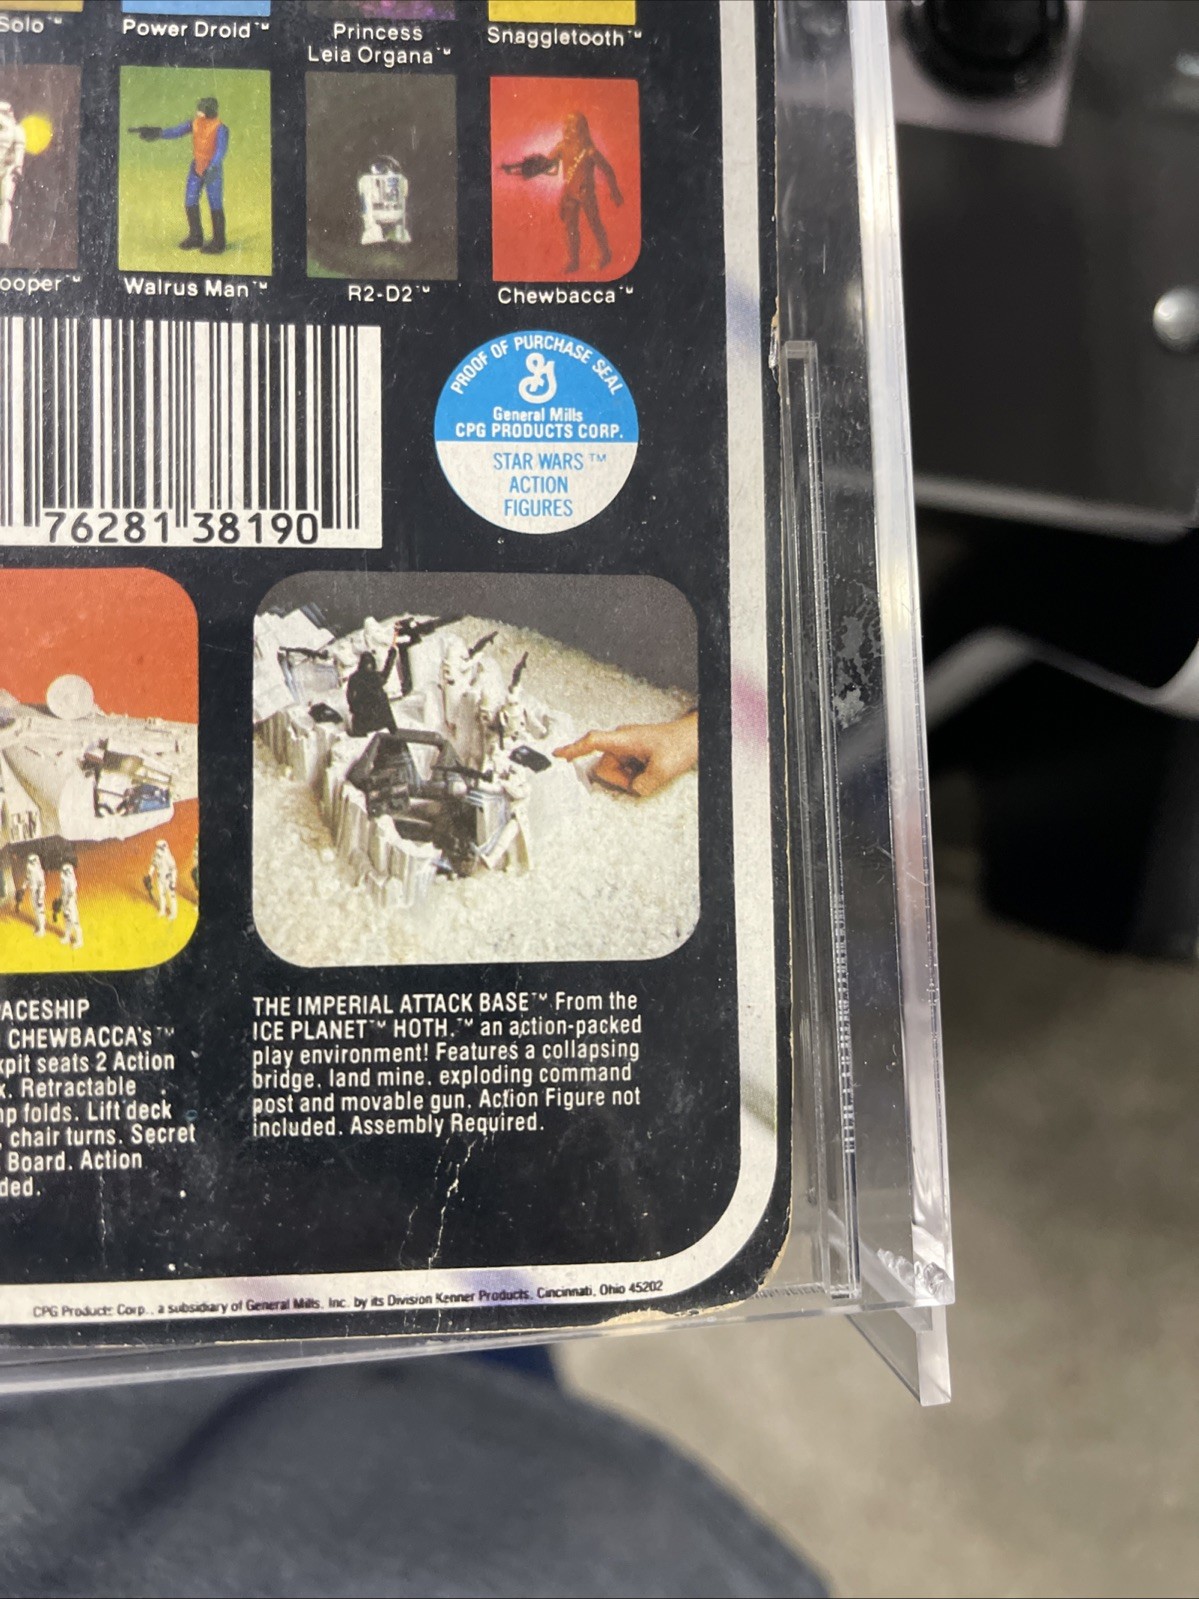 Solo™
Power Droid™
Princess
Leia Organa™
Snaggletooth™
ooper™
Walrus Man™
R2-D2™
Chewbacca™
PROOF OF PURCHASE SEAL
General Mills
CPG PRODUCTS CORP.
STAR WARS™
ACTION
FIGURES
76281 38190
ACESHIP
CHEWBACCA's™
kpit seats 2 Action
k. Retractable
mp folds. Lift deck
, chair turns. Secret
Board. Action
ded.
THE IMPERIAL ATTACK BASE™ From the
ICE PLANET™ HOTH.™ an action-packed
play environment! Features a collapsing
bridge, land mine, exploding command
post and movable gun. Action Figure not
included. Assembly Required.
CPG Products Corp., a subsidiary of General Mills, Inc. by its Division Kenner Products, Cincinnati, Ohio 45202